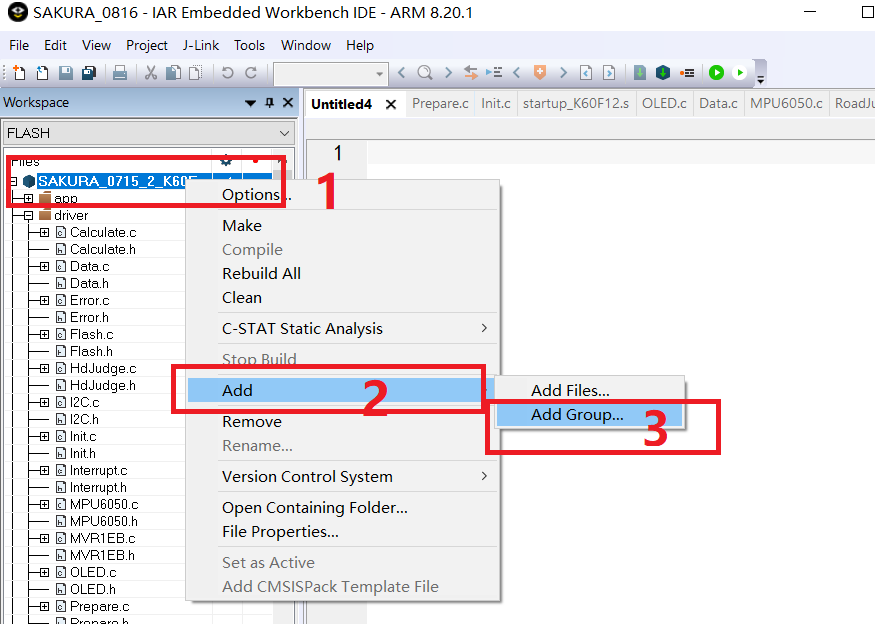 SAKURA_0816 - IAR Embedded Workbench IDE - ARM 8.20.1
File Edit View Project J-Link Tools Window Help
Workspace
Untitled4 Prepare.c Init.c startup_K60F12.s OLED.c Data.c MPU6050.c
FLASH
Files
1
SAKURA_0715_2_K60F
1
Options...
app
driver
Make
Calculate.c
Compile
Calculate.h
Rebuild All
Data.c
Data.h
Clean
Error.c
Error.h
C-STAT Static Analysis
Flash.c
Flash.h
Stop Build
HdJudge.c
HdJudge.h
Add
2
Add Files...
I2C.c
I2C.h
Remove
Add Group...
3
Init.c
Rename...
Init.h
Interrupt.c
Version Control System
Interrupt.h
MPU6050.c
Open Containing Folder...
MPU6050.h
File Properties...
MVR1EB.c
MVR1EB.h
Set as Active
OLED.c
OLED.h
Add CMSISPack Template File
Prepare.c
Prepare.h